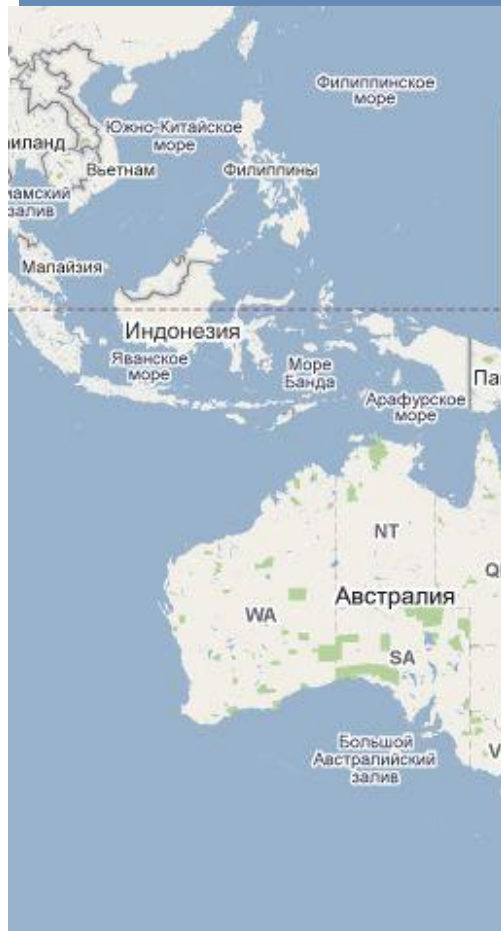 Филиппинское
море
Южно-Китайское
море
иланд
Вьетнам
Филиппины
иамский
залив
Малайзия
Индонезия
Яванское
море
Море
Банда
Па
Арафурское
море
NT
Q
Австралия
WA
SA
Большой
Австралийский
залив
V